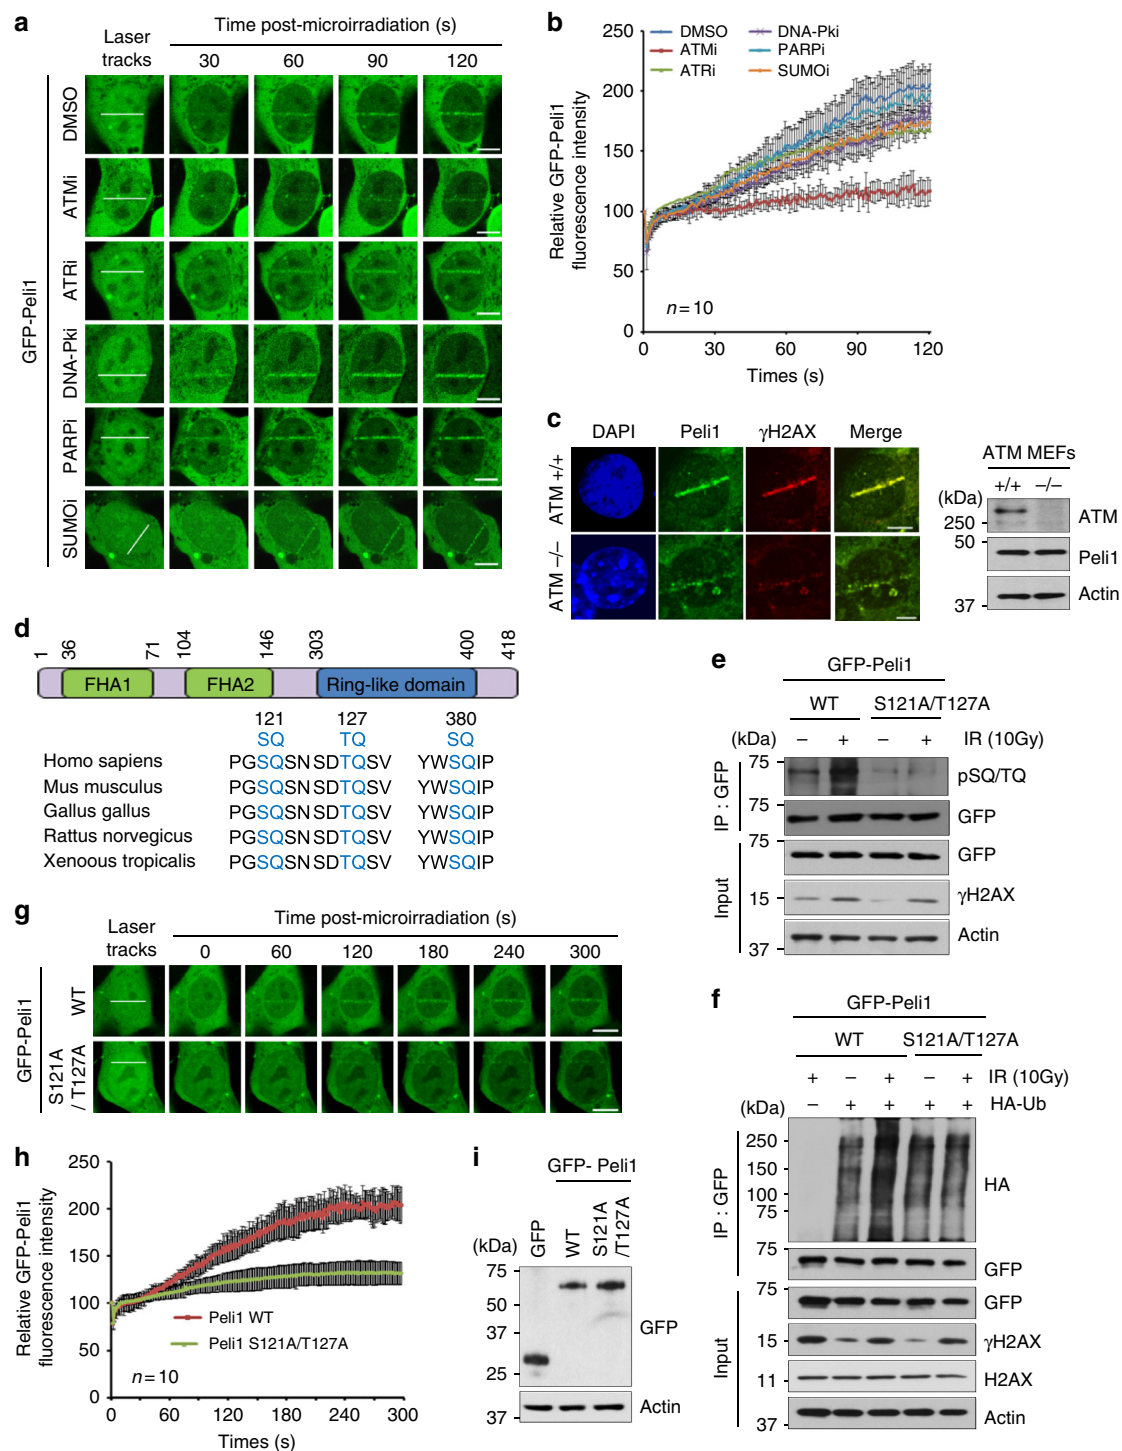 a
Laser tracks
Time post-microirradiation (s)
30 60 90 120
GFP-Peli1
DMSO
ATMi
ATRi
DNA-Pki
PARPi
SUMOi
b
250
200
150
100
50
0
Relative GFP-Peli1
fluorescence intensity
DMSO
ATMi
ATRi
DNA-Pki
PARPi
SUMOi
n = 10
0 30 60 90 120
Times (s)
c
DAPI Peli1 γH2AX Merge
ATM +/+
ATM –/–
ATM MEFs
(kDa) +/+ –/–
250 ATM
50
Peli1
37 Actin
d
1 36 71 104 146 303 400 418
FHA1 FHA2 Ring-like domain
121 127 380
SQ TQ SQ
Homo sapiens PGSQSN SDTQSV YWSQIP
Mus musculus PGSQSN SDTQSV YWSQIP
Gallus gallus PGSQSN SDTQSV YWSQIP
Rattus norvegicus PGSQSN SDTQSV YWSQIP
Xenoous tropicalis PGSQSN SDTQSV YWSQIP
e
GFP-Peli1
WT S121A/T127A
(kDa) – + – + IR (10Gy)
IP : GFP
75 pSQ/TQ
75 GFP
Input
75 GFP
15 γH2AX
37 Actin
g
Laser tracks
Time post-microirradiation (s)
0 60 120 180 240 300
GFP-Peli1
WT
S121A
/ T127A
f
GFP-Peli1
WT S121A/T127A
+ – + – + IR (10Gy)
(kDa) – + + + + HA-Ub
IP : GFP
250
150
100
75
HA
75 GFP
Input
75 GFP
15 γH2AX
11 H2AX
37 Actin
h
250
200
150
100
50
0
Relative GFP-Peli1
fluorescence intensity
Peli1 WT
Peli1 S121A/T127A
n = 10
0 60 120 180 240 300
Times (s)
i
GFP- Peli1
(kDa) GFP WT S121A
/T127A
75
50
37
25
GFP
37 Actin